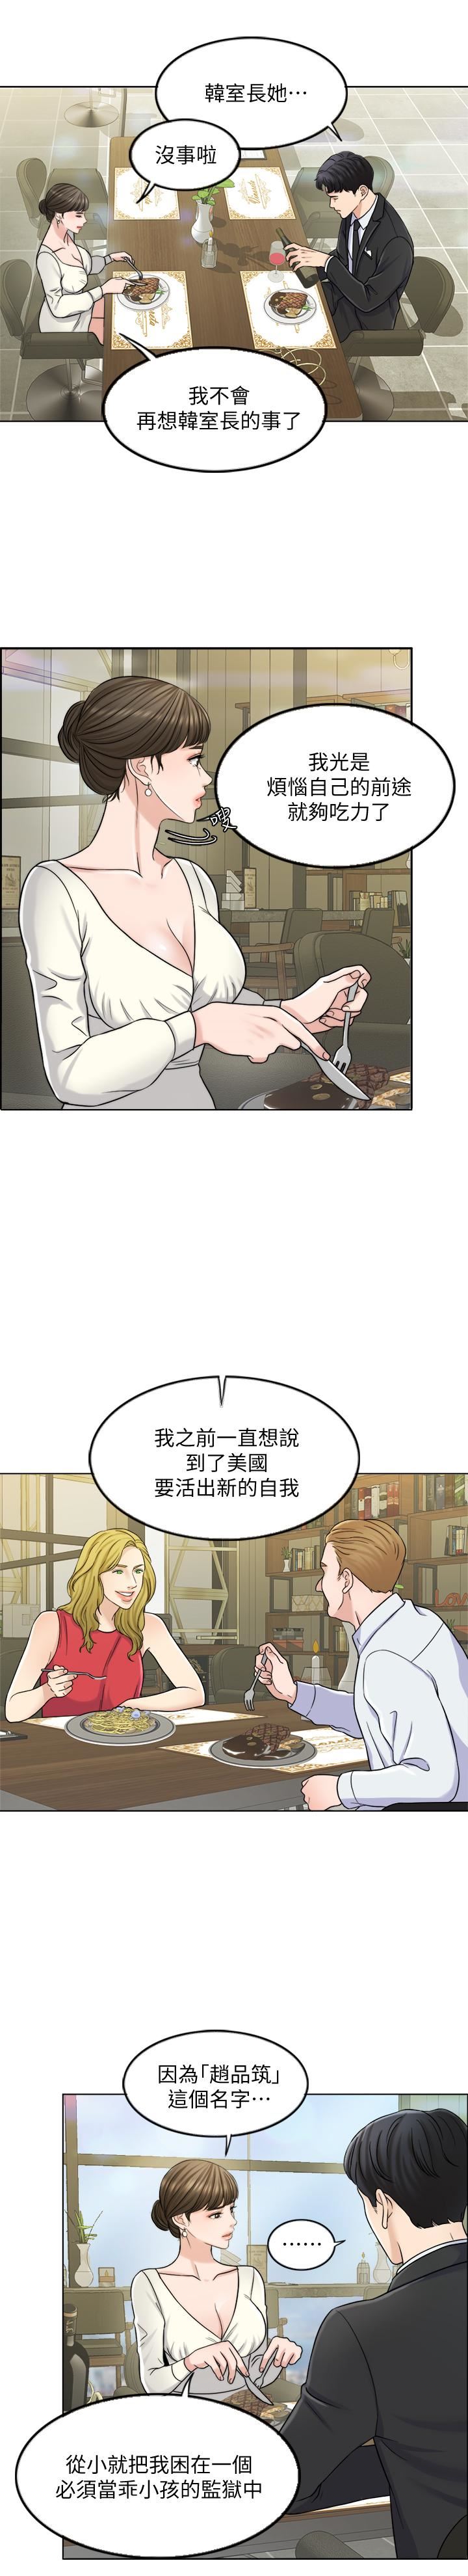 韓室長她⋯
沒事啦
我不會
再想韓室長的事了
我光是
煩惱自己的前途
就夠吃力了
唉
我之前一直想說
到了美國
要活出新的自我
因為「趙品筑」
這個名字⋯
⋯⋯
從小就把我困在一個
必須當乖小孩的監獄中